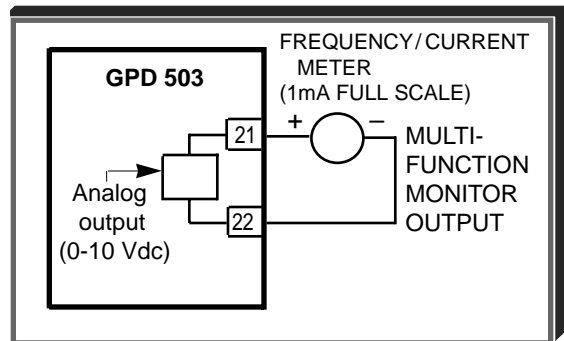 GPD 503
Analog
output
(0-10 Vdc)
21
22
FREQUENCY/CURRENT
METER
(1mA FULL SCALE)
+
–
MULTI-
FUNCTION
MONITOR
OUTPUT